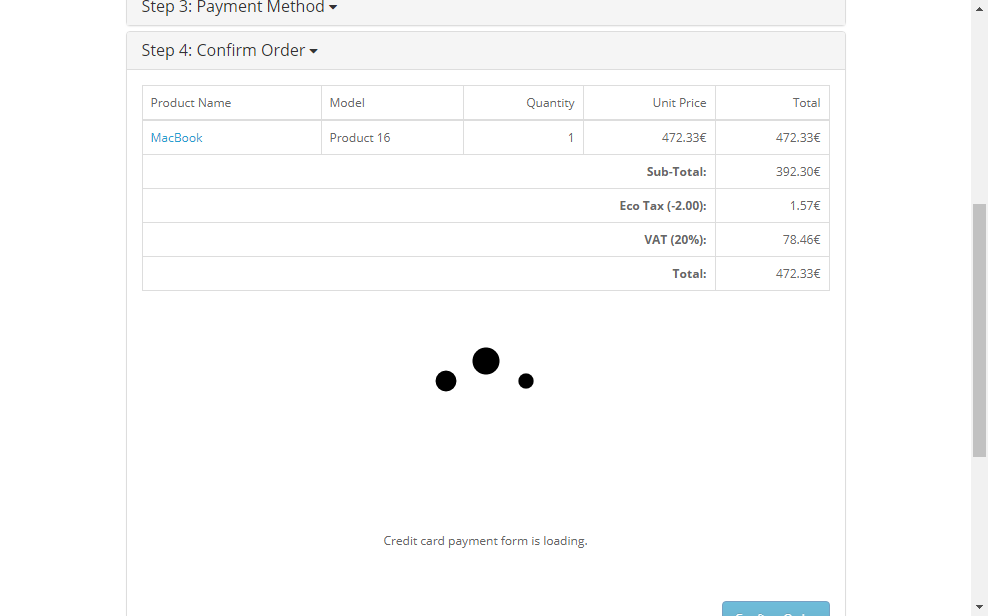 Step 3: Payment Method
Step 4: Confirm Order
Product Name Model Quantity Unit Price Total
MacBook Product 16 1 472.33€ 472.33€
Sub-Total: 392.30€
Eco Tax (-2.00): 1.57€
VAT (20%): 78.46€
Total: 472.33€
Credit card payment form is loading.